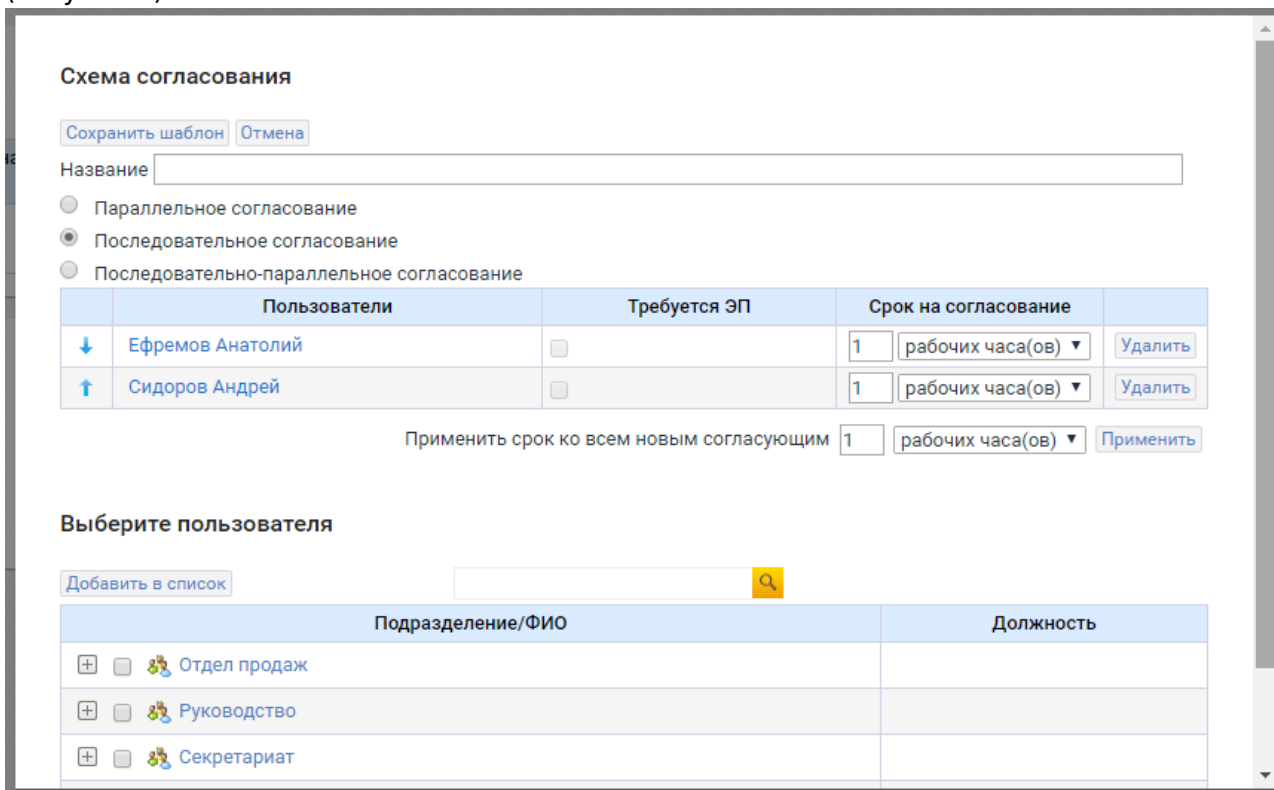 Схема согласования
Сохранить шаблон Отмена
Название
Параллельное согласование
Последовательное согласование
Последовательно-параллельное согласование
Пользователи Требуется ЭП Срок на согласование
Ефремов Анатолий 1 рабочих часа(ов) Удалить
Сидоров Андрей 1 рабочих часа(ов) Удалить
Применить срок ко всем новым согласующим 1 рабочих часа(ов) Применить
Выберите пользователя
Добавить в список
Подразделение/ФИО Должность
Отдел продаж
Руководство
Секретариат